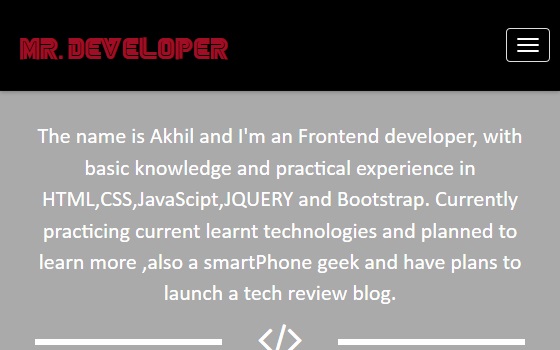 MR. DEVELOPER
The name is Akhil and I'm an Frontend developer, with
basic knowledge and practical experience in
HTML,CSS,JavaScipt,JQUERY and Bootstrap. Currently
practicing current learnt technologies and planned to
learn more ,also a smartPhone geek and have plans to
launch a tech review blog.
</>